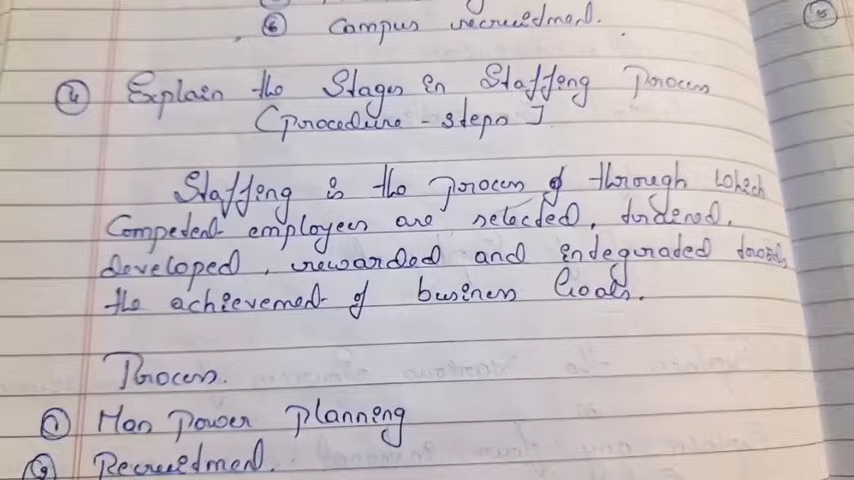 ⑥ Campus recruitment.
④ Explain the Stages in Staffing Process
(procedure - steps]
Staffing is the process of through which
Competent employees are selected,
developed, rewarded and integrated towards
the achievement of business Goals.
Process.
① Man Power Planning
② Recruitment.